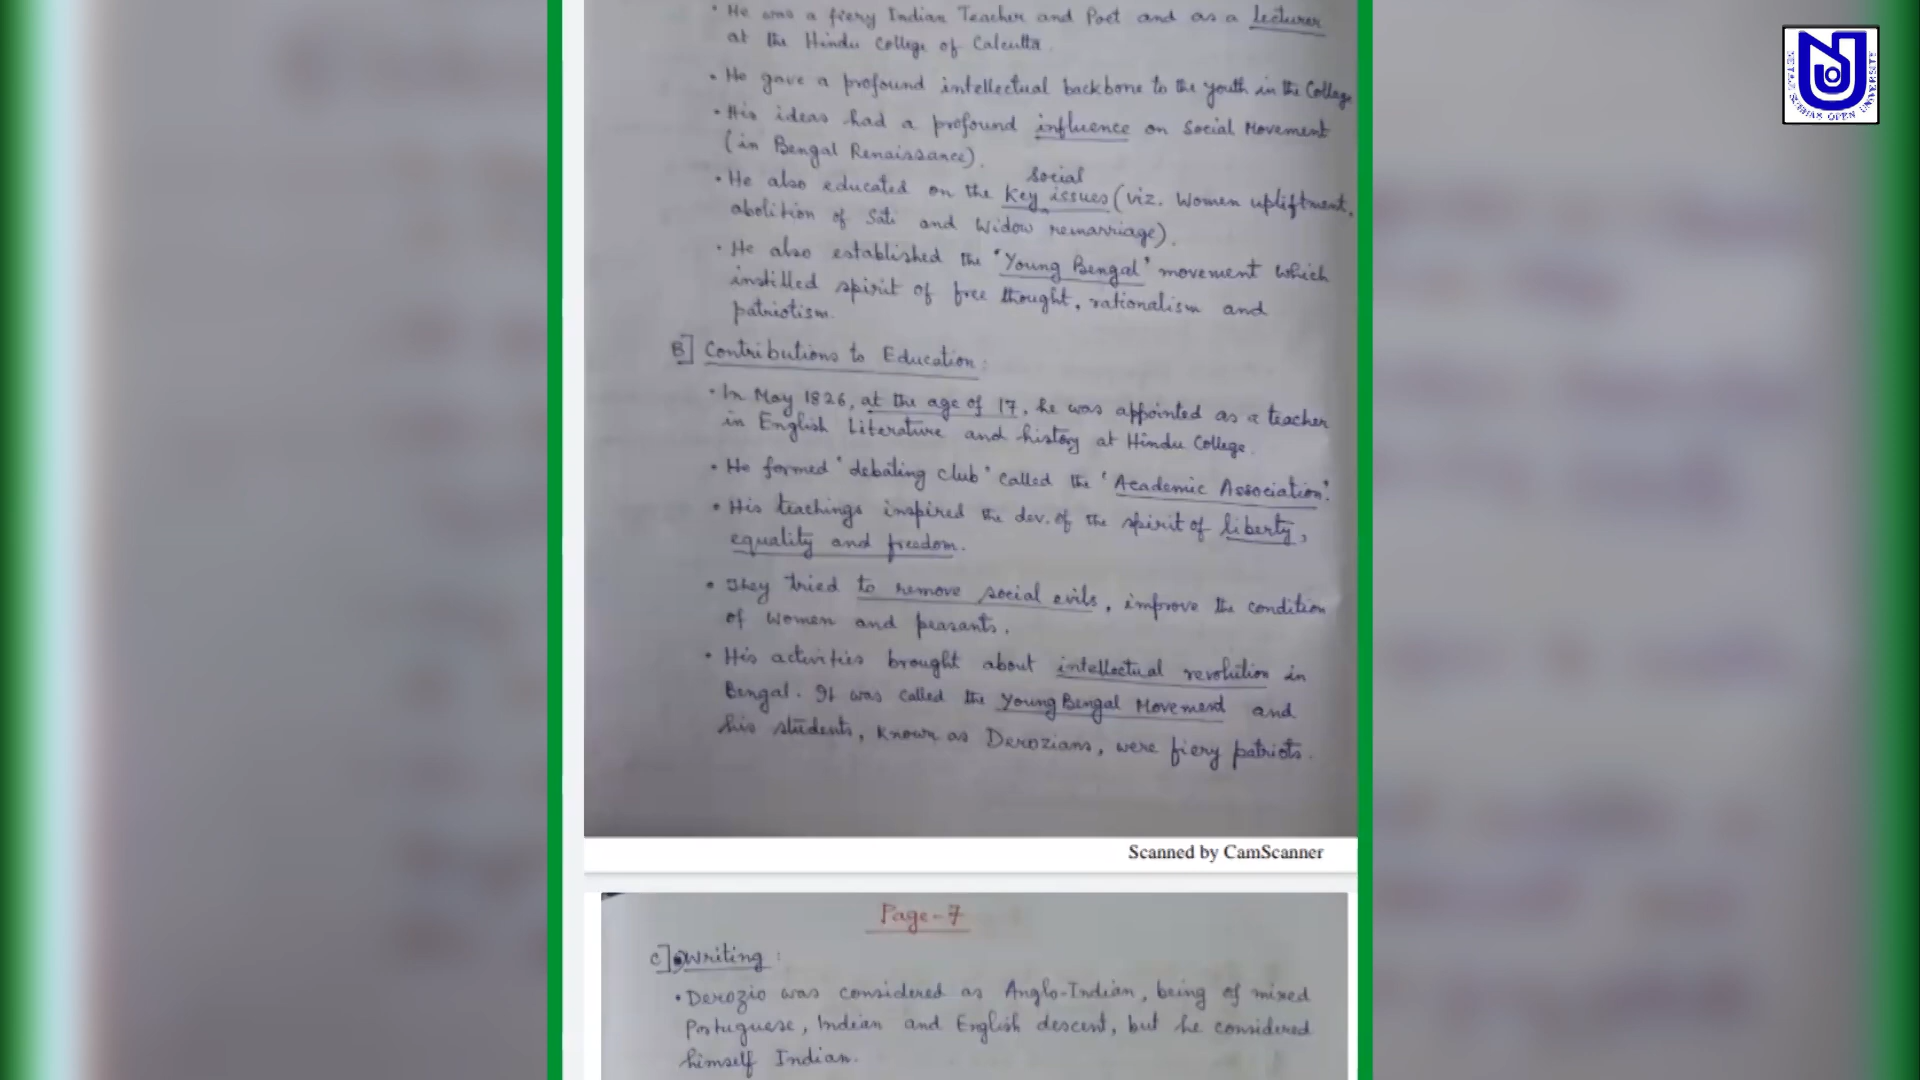 • He was a fiery Indian Teacher and Poet and as a lecturer
at the Hindu College of Calcutta.
• He gave a profound intellectual backbone to the youth in the College
• His ideas had a profound influence on Social Movement
(in Bengal Renaissance).
social
• He also educated on the key issues (viz. Women upliftment,
abolition of Sati and Widow remarriage).
• He also established the "Young Bengal" movement which
instilled spirit of free thought, rationalism and
patriotism.
B] Contributions to Education:
• In May 1826, at the age of 17, he was appointed as a teacher
in English Literature and history at Hindu College.
• He formed 'debating club' called the 'Academic Association'.
• His teachings inspired the dev. of the spirit of liberty,
equality and freedom.
• They tried to remove social evils, improve the condition
of women and peasants.
• His activities brought about intellectual revolution in
Bengal. It was called the Young Bengal Movement and
his students, known as Derozians, were fiery patriots.
Scanned by CamScanner
Page-7
C] Writing:
• Derozio was considered as Anglo-Indian, being of mixed
Portuguese, Indian and English descent, but he considered
himself Indian.
NETAJI SUBHAS OPEN UNIVERSITY